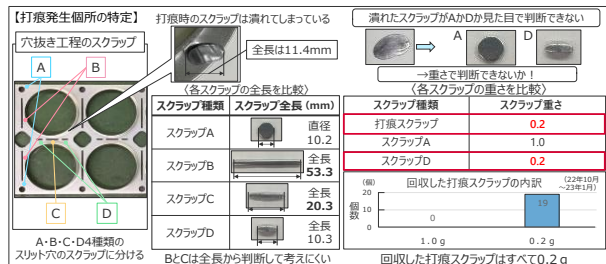 【打痕発生個所の特定】
穴抜き工程のスクラップ
A
B
C
D
A・B・C・D4種類の
スリット穴のスクラップに分ける
打痕時のスクラップは潰れてしまっている
全長は11.4mm
〈各スクラップの全長を比較〉
スクラップ種類 スクラップ全長 (mm)
スクラップA 直径
10.2
スクラップB 全長
53.3
スクラップC 全長
20.3
スクラップD 全長
10.3
BとCは全長から判断して考えにくい
潰れたスクラップがAかDか見た目で判断できない
A D
→重さで判断できないか！
〈各スクラップの重さを比較〉
スクラップ種類 スクラップ重さ
打痕スクラップ 0.2
スクラップA 1.0
スクラップD 0.2
回収した打痕スクラップの内訳
(22年10月
～23年1月)
(個)
個数
20
10
0
0
19
1.0ｇ 0.2ｇ
回収した打痕スクラップはすべて0.2ｇ